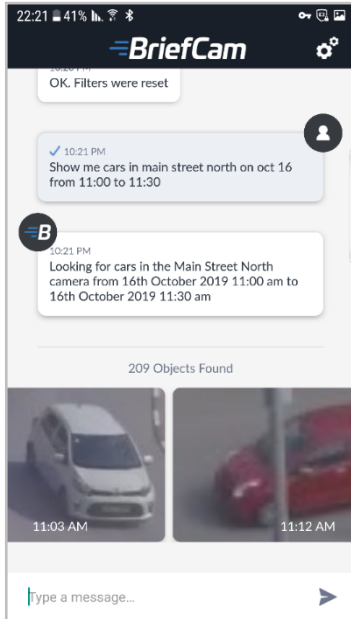 22:21 41%
BriefCam
OK. Filters were reset
10:21 PM
Show me cars in main street north on oct 16
from 11:00 to 11:30
B
10:21 PM
Looking for cars in the Main Street North
camera from 16th October 2019 11:00 am to
16th October 2019 11:30 am
209 Objects Found
11:03 AM
11:12 AM
Type a message...